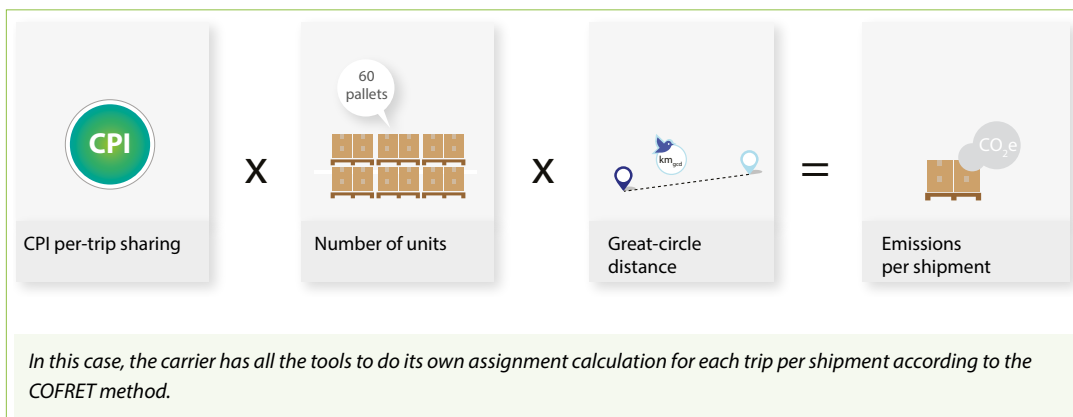 60
pallets
CPI
km gcd
CO₂e
x
x
=
CPI per-trip sharing
Number of units
Great-circle
distance
Emissions
per shipment
In this case, the carrier has all the tools to do its own assignment calculation for each trip per shipment according to the
COFRET method.